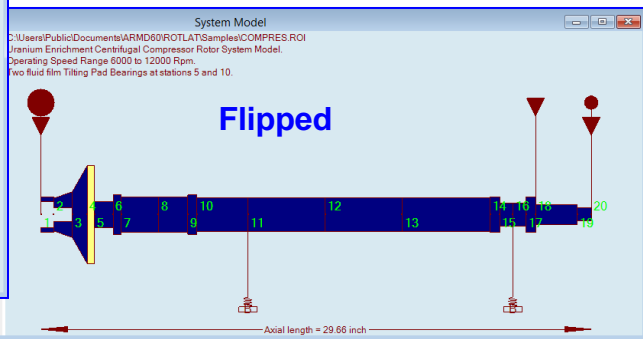 System Model
C:\Users\Public\Documents\ARMD60\ROTLAT\Samples\COMPRES.ROI
Uranium Enrichment Centrifugal Compressor Rotor System Model.
Operating Speed Range 6000 to 12000 Rpm.
Two fluid film Tilting Pad Bearings at stations 5 and 10.
Flipped
2 4 6 8 10 12 14 16 18 20
1 3 5 7 9 11 13 15 17 19
B B
Axial length = 29.66 inch